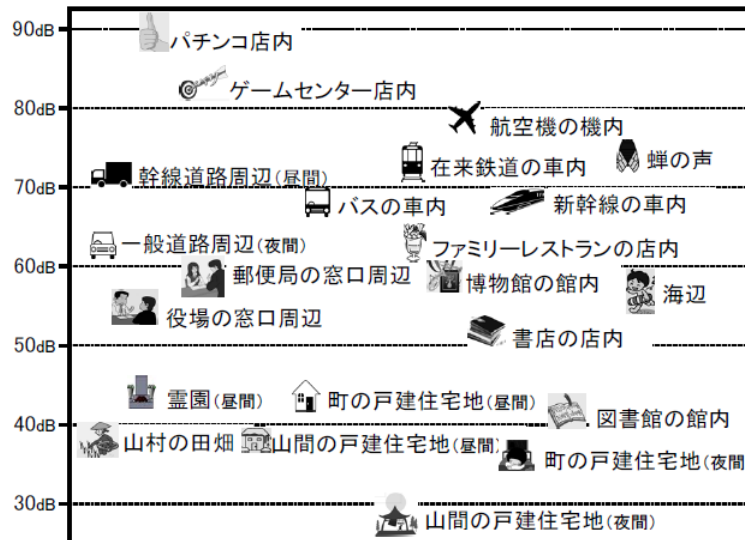 90dB
パチンコ店内
ゲームセンター店内
80dB
航空機の機内
在来鉄道の車内
蝉の声
幹線道路周辺(昼間)
70dB
バスの車内
新幹線の車内
一般道路周辺(夜間)
ファミリーレストランの店内
60dB
郵便局の窓口周辺
博物館の館内
海辺
役場の窓口周辺
書店の店内
50dB
霊園(昼間)
町の戸建住宅地(昼間)
図書館の館内
40dB
山村の田畑
山間の戸建住宅地(昼間)
町の戸建住宅地(夜間
30dB
山間の戸建住宅地(夜間)